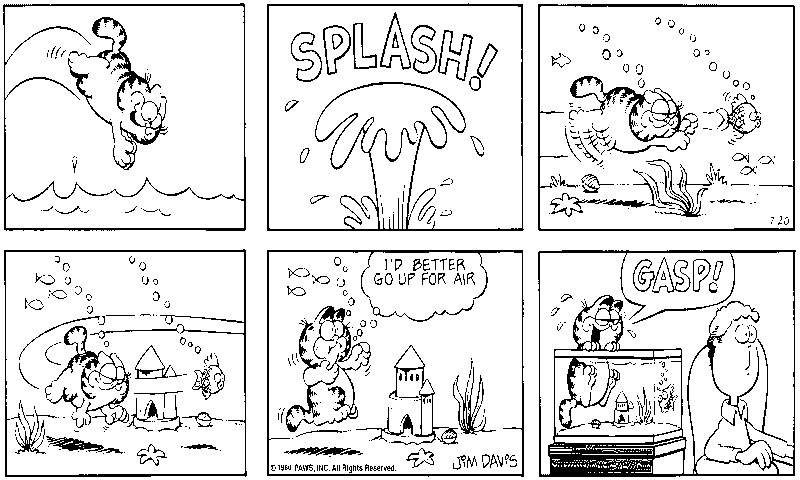 SPLASH!
7-20
I'D BETTER
GO UP FOR AIR
© 1980 PAWS, INC. All Rights Reserved.
JIM DAVIS
GASP!